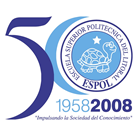 50
ESCUELA SUPERIOR POLITECNICA DEL LITORAL
ESPOL
1958 2008
"Impulsando la Sociedad del Conocimiento"